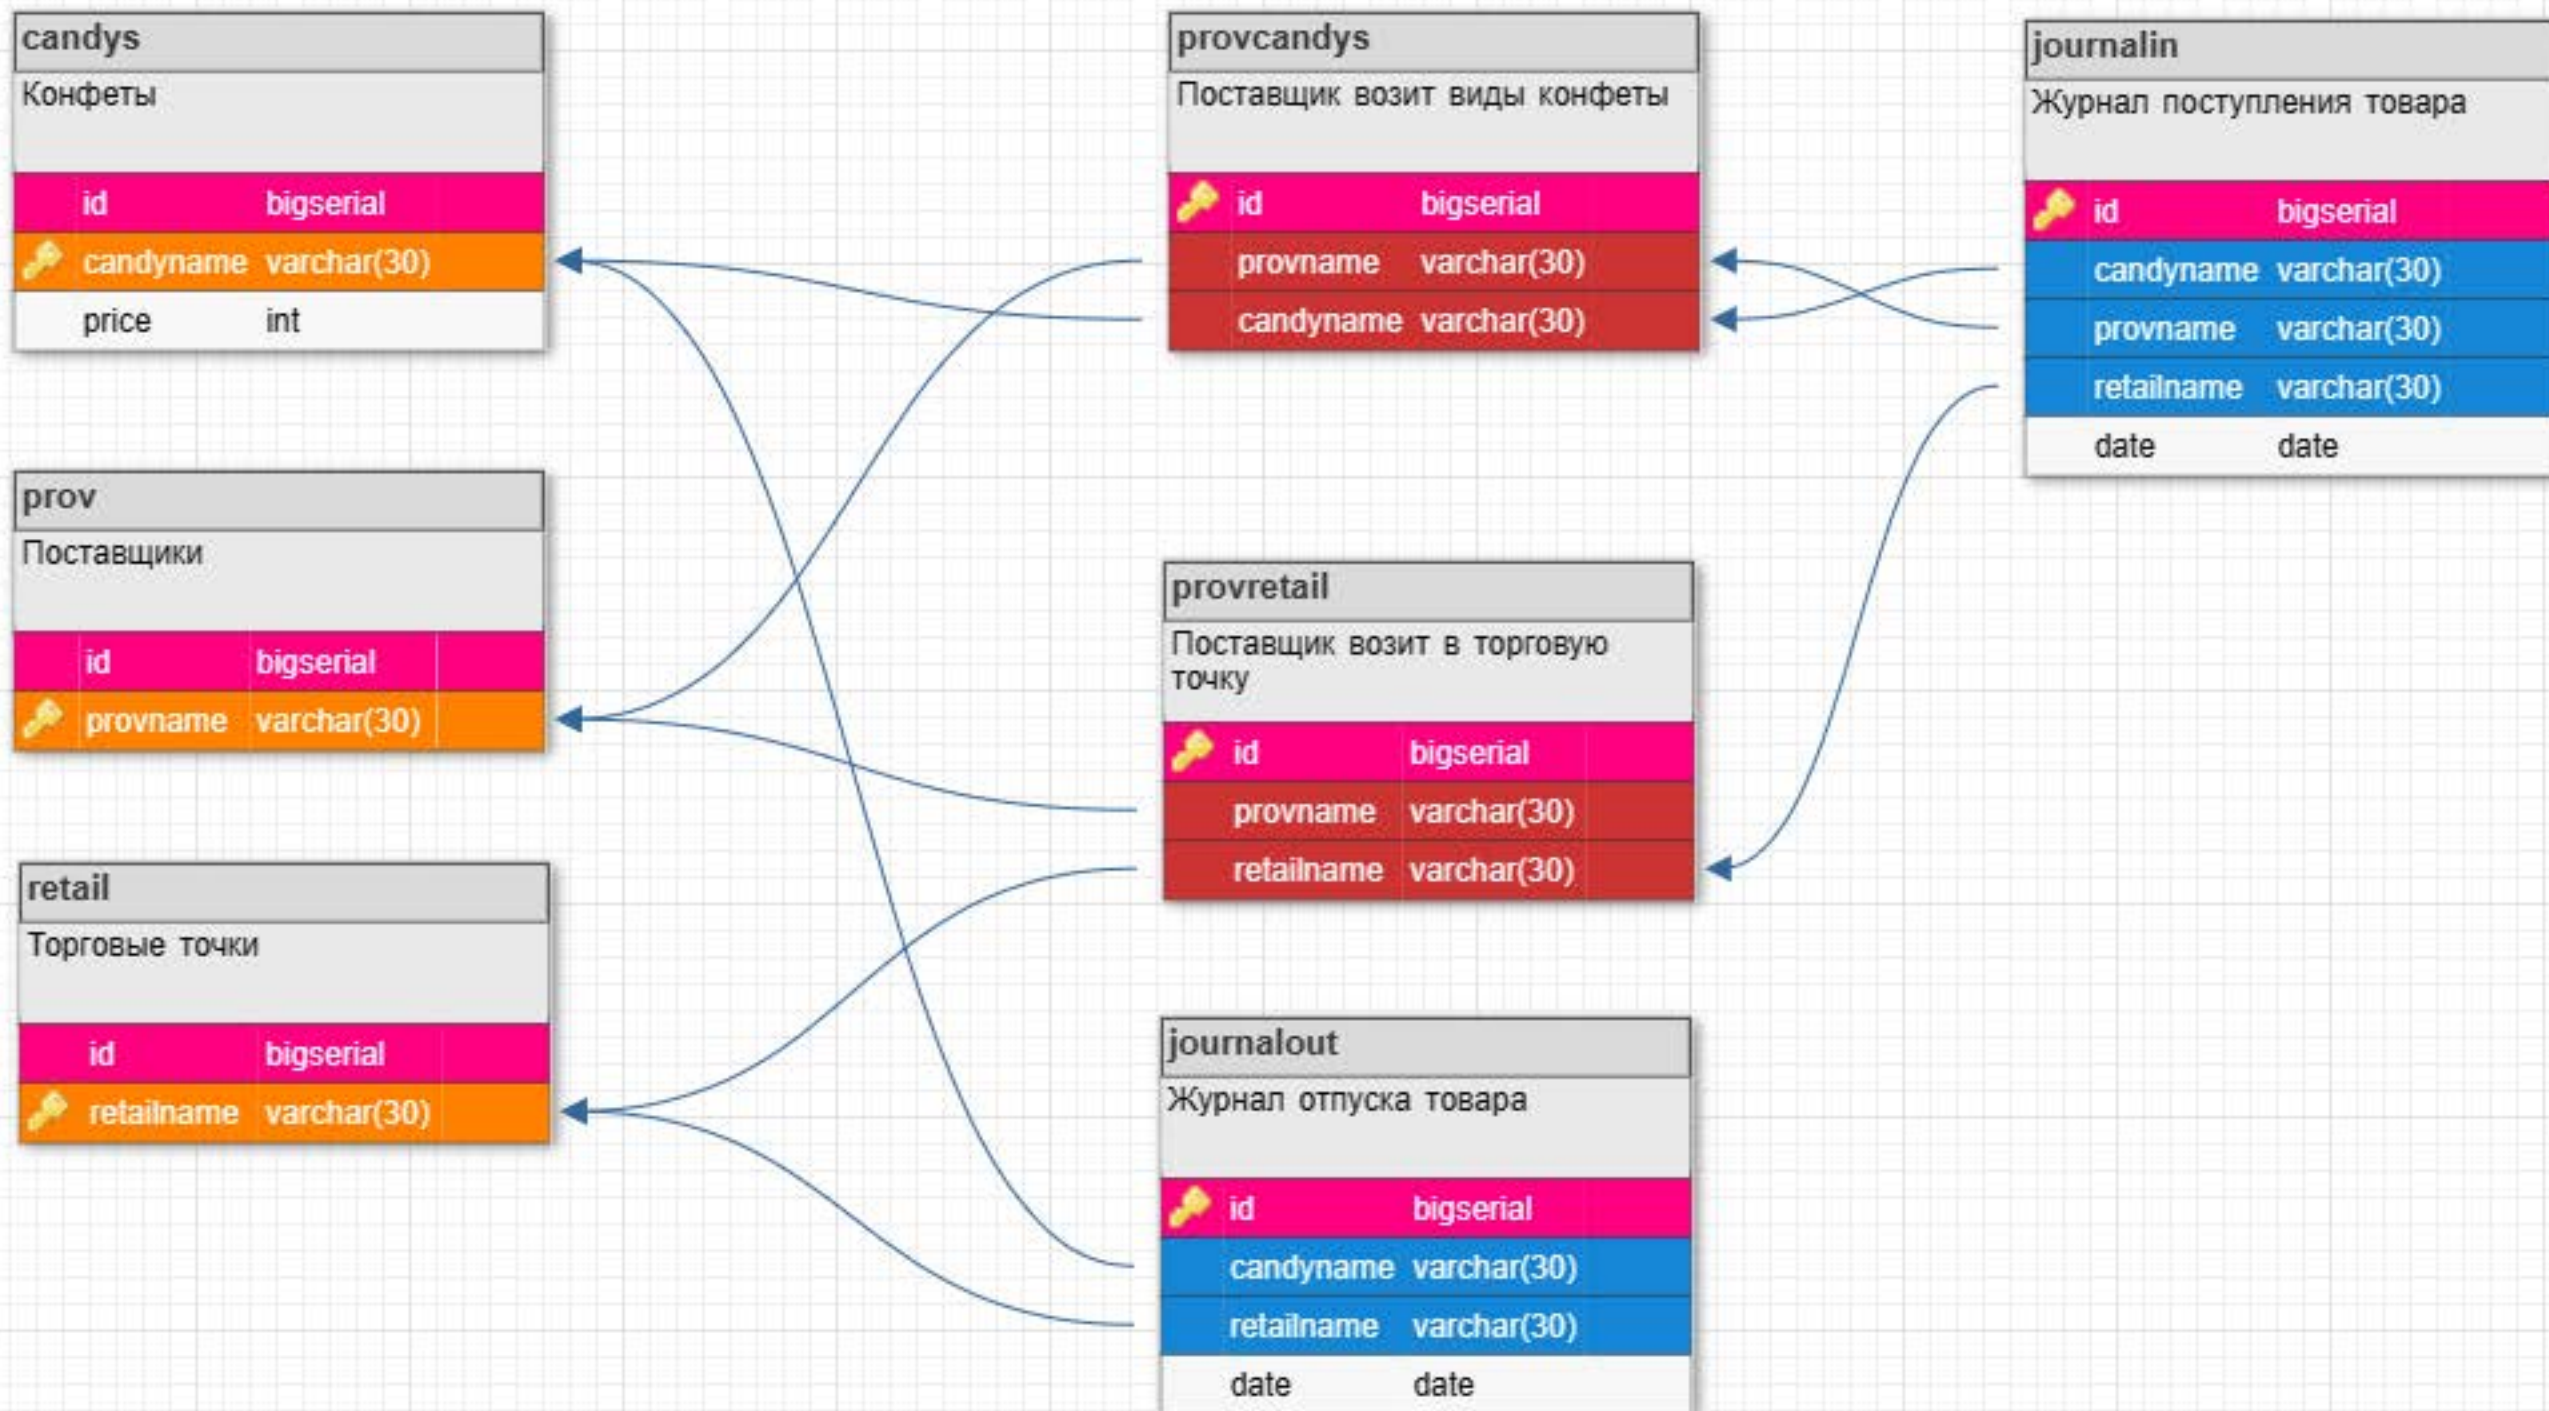 candys
Конфеты
id bigserial
candyname varchar(30)
price int
prov
Поставщики
id bigserial
provname varchar(30)
retail
Торговые точки
id bigserial
retailname varchar(30)
provcandys
Поставщик возит виды конфеты
id bigserial
provname varchar(30)
candyname varchar(30)
provretail
Поставщик возит в торговую
точку
id bigserial
provname varchar(30)
retailname varchar(30)
journalout
Журнал отпуска товара
id bigserial
candyname varchar(30)
retailname varchar(30)
date date
journalin
Журнал поступления товара
id bigserial
candyname varchar(30)
provname varchar(30)
retailname varchar(30)
date date